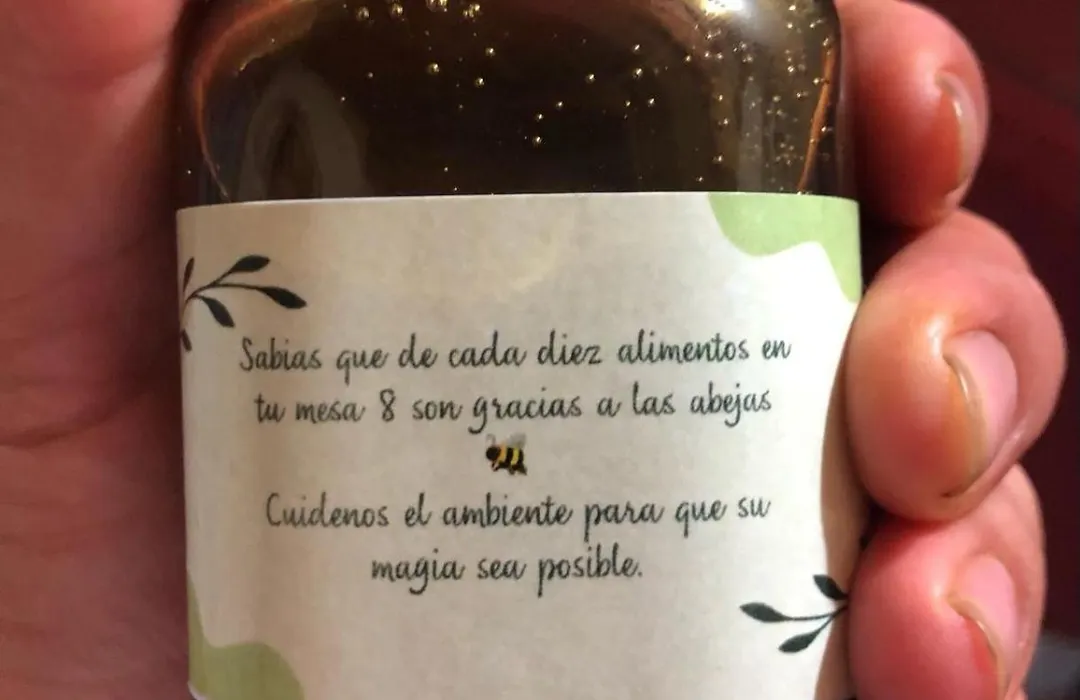 Sabias que de cada diez alimentos en
tu mesa 8 son gracias a las abejas
Cuidenos el ambiente para que su
magia sea posible.